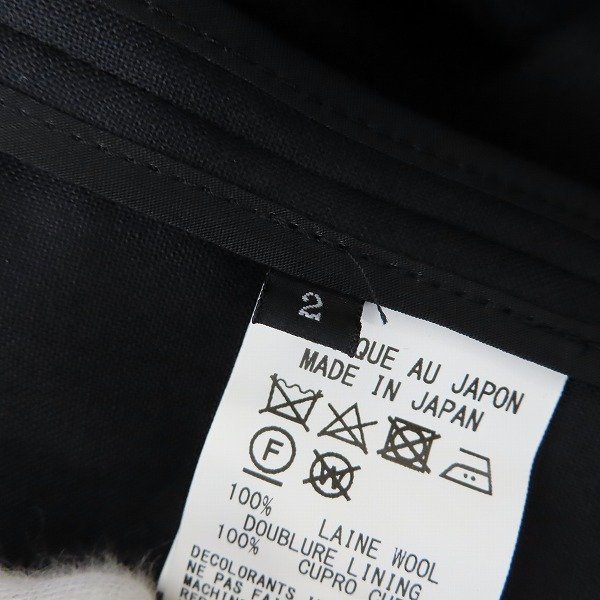 2
QUE AU JAPON
MADE IN JAPAN
F
W
100% LAINE WOOL
DOUBLURE LINING
100% CUPRO
DECOLORANTS
NE PAS